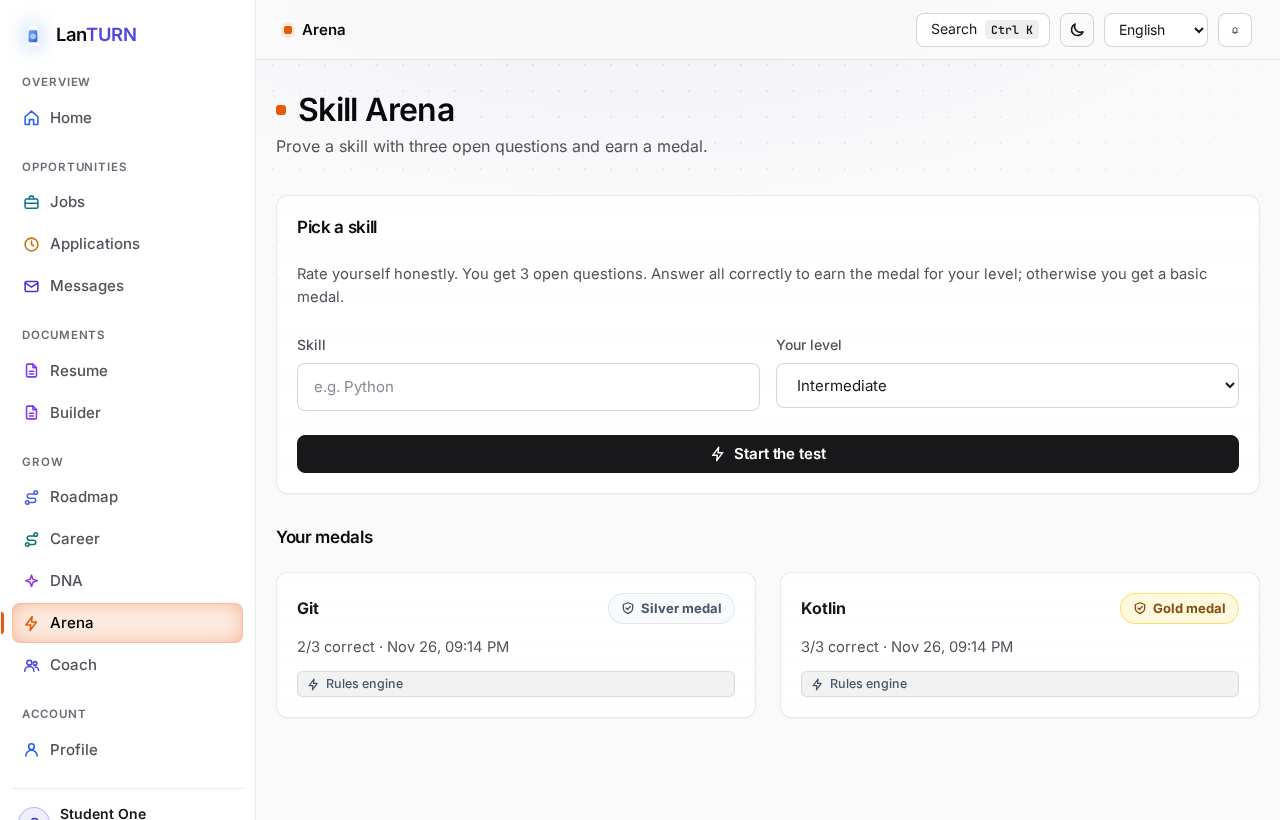 LanTURN
OVERVIEW
Home
OPPORTUNITIES
Jobs
Applications
Messages
DOCUMENTS
Resume
Builder
GROW
Roadmap
Career
DNA
Arena
Coach
ACCOUNT
Profile
Student One
Arena
Search Ctrl K
English
Skill Arena
Prove a skill with three open questions and earn a medal.
Pick a skill
Rate yourself honestly. You get 3 open questions. Answer all correctly to earn the medal for your level; otherwise you get a basic
medal.
Skill
e.g. Python
Your level
Intermediate
Start the test
Your medals
Git
Silver medal
2/3 correct · Nov 26, 09:14 PM
Rules engine
Kotlin
Gold medal
3/3 correct · Nov 26, 09:14 PM
Rules engine